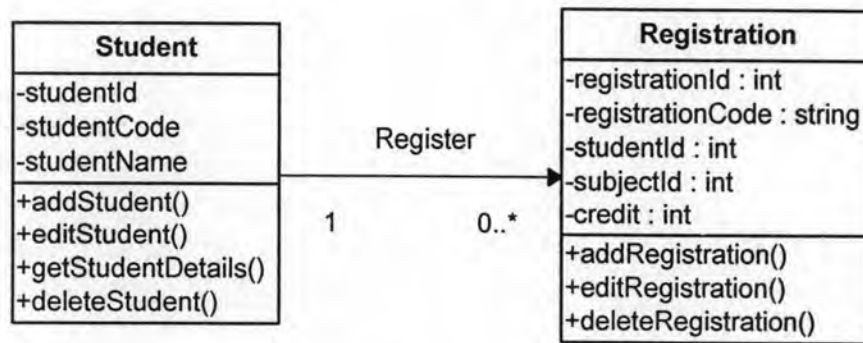 Student
-studentId
-studentCode
-studentName
+addStudent()
+editStudent()
+getStudentDetails()
+deleteStudent()
Register
1
0..*
Registration
-registrationId : int
-registrationCode : string
-studentId : int
-subjectId : int
-credit : int
+addRegistration()
+editRegistration()
+deleteRegistration()